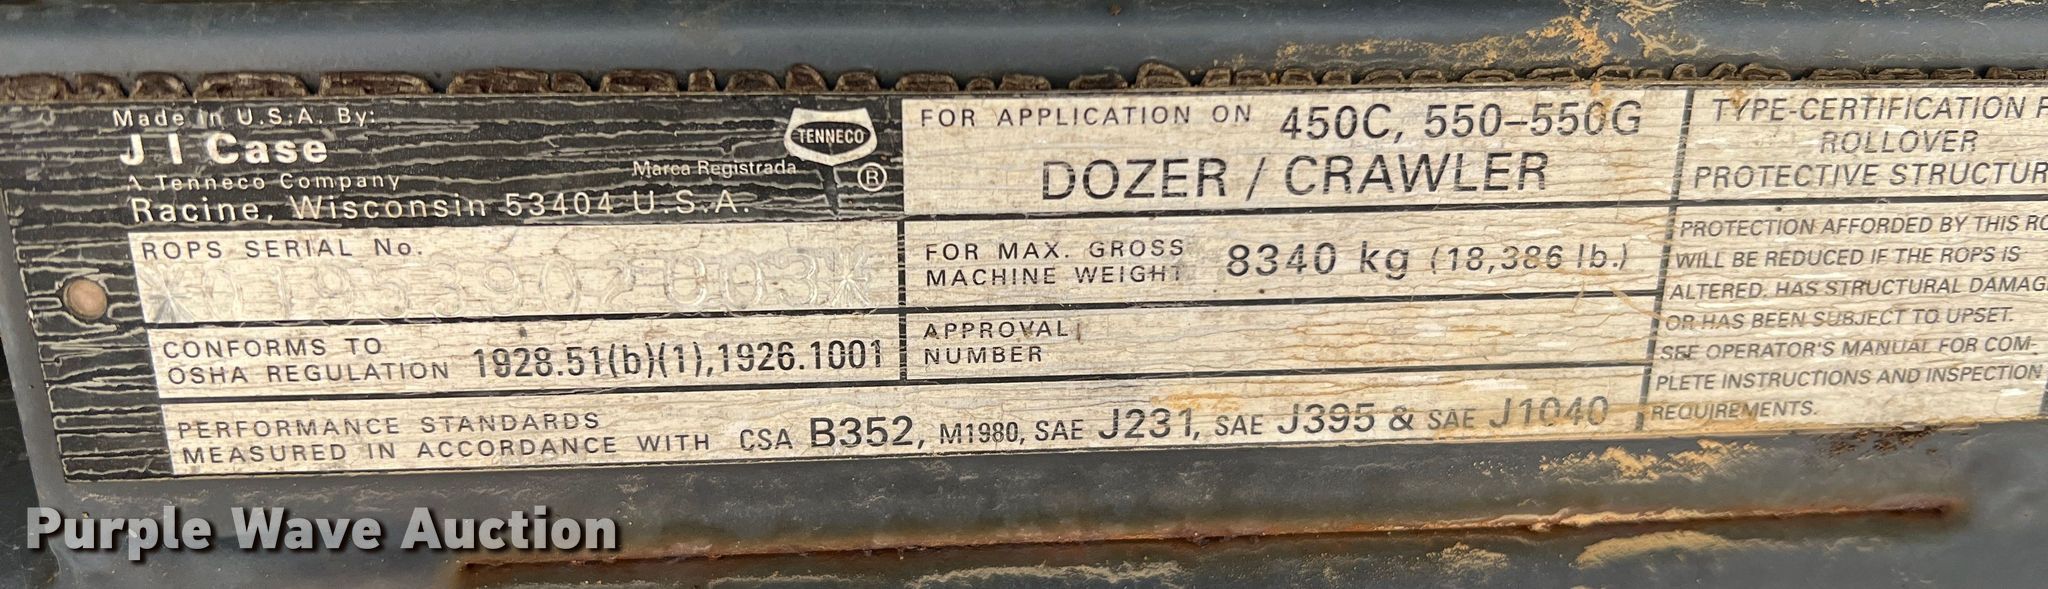 Made in U.S.A. By:
J I Case
A Tenneco Company
Racine, Wisconsin 53404 U.S.A.
Marca Registrada
TENNECO
®
ROPS SERIAL No.
CONFORMS TO
OSHA REGULATION 1928.51(b)(1),1926.1001
PERFORMANCE STANDARDS
MEASURED IN ACCORDANCE WITH CSA B352, M1980, SAE J231, SAE J395 & SAE J1040
FOR APPLICATION ON 450C, 550-550G
DOZER / CRAWLER
FOR MAX. GROSS
MACHINE WEIGHT 8340 kg (18,386 lb.)
APPROVAL
NUMBER
TYPE-CERTIFICATION F
ROLLOVER
PROTECTIVE STRUCTUR
PROTECTION AFFORDED BY THIS RO
WILL BE REDUCED IF THE ROPS IS
ALTERED. HAS STRUCTURAL DAMAG
OR HAS BEEN SUBJECT TO UPSET.
SEE OPERATOR'S MANUAL FOR COM-
PLETE INSTRUCTIONS AND INSPECTION
REQUIREMENTS.
Purple Wave Auction